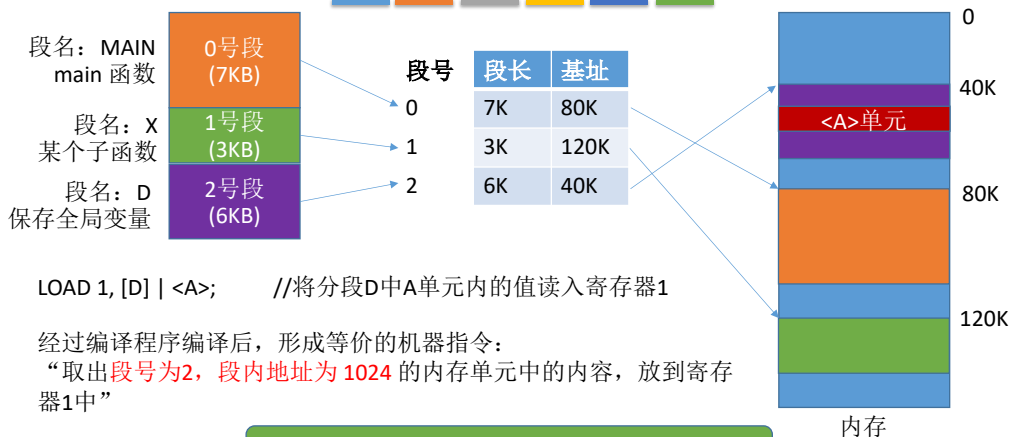 段名：MAIN
main 函数
0号段
(7KB)
段名：X
某个子函数
1号段
(3KB)
段名：D
保存全局变量
2号段
(6KB)
段号 段长 基址
0 7K 80K
1 3K 120K
2 6K 40K
0
40K
<A>单元
80K
120K
内存
LOAD 1, [D] | <A>; //将分段D中A单元内的值读入寄存器1
经过编译程序编译后，形成等价的机器指令：
“取出段号为2，段内地址为 1024 的内存单元中的内容，放到寄存
器1中”